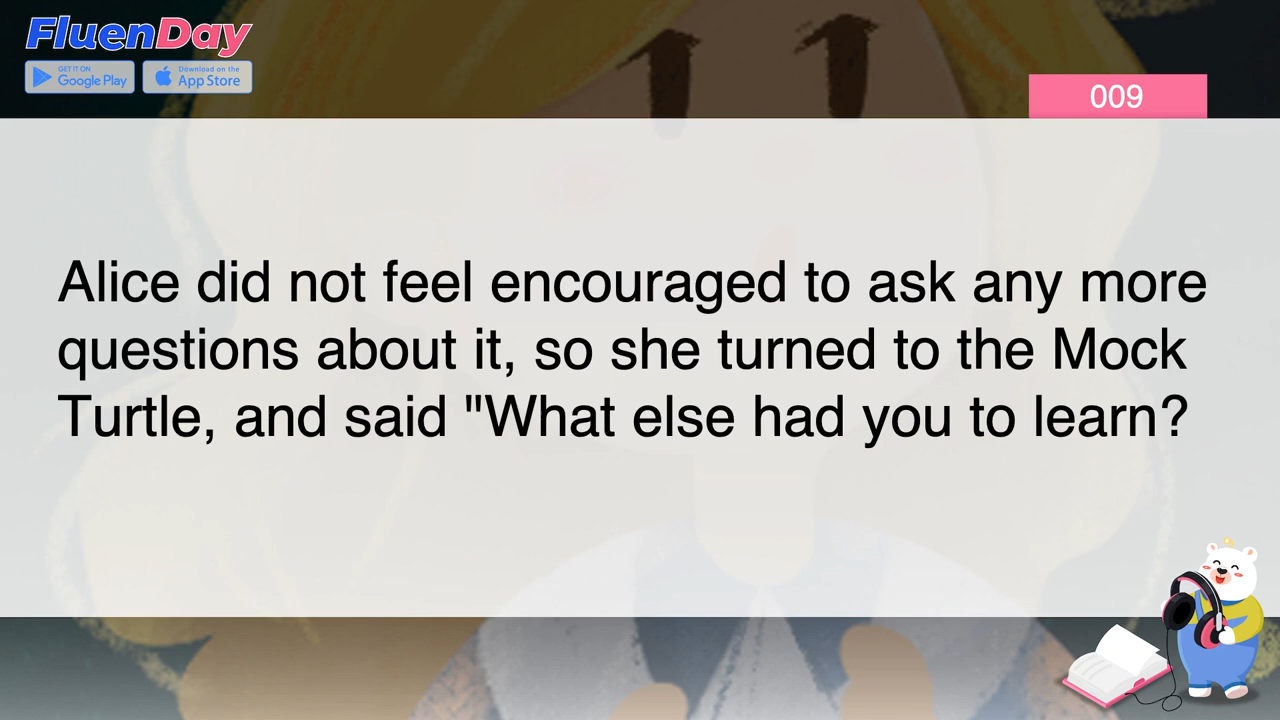 FluenDay
GET IT ON
Google Play
Download on the
App Store
009
Alice did not feel encouraged to ask any more
questions about it, so she turned to the Mock
Turtle, and said "What else had you to learn?